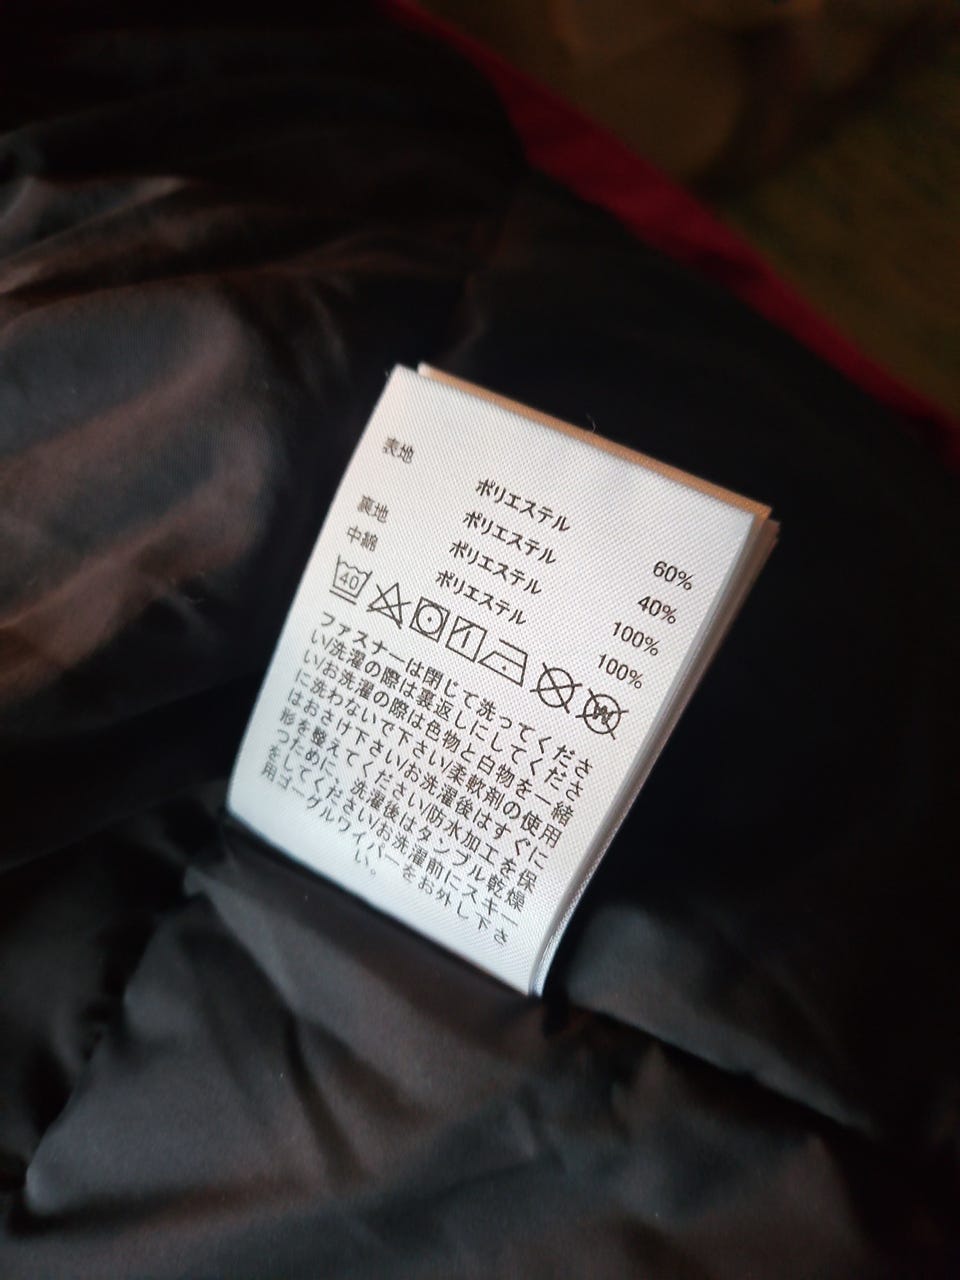 表地
ポリエステル 60%
ポリエステル 40%
裏地 ポリエステル 100%
中綿 ポリエステル 100%
40
W
ファスナーは閉じて洗ってくださ
い/洗濯の際は裏返しにしてくださ
い/お洗濯の際は色物と白物を一緒
に洗わないで下さい/柔軟剤の使用
はおさけ下さい/お洗濯後はすぐに
形を整えてください/防水加工を保
つために、洗濯後はタンブル乾燥
をしてください/お洗濯前にスキー
用ゴーグルワイパーをお外し下さ
い。